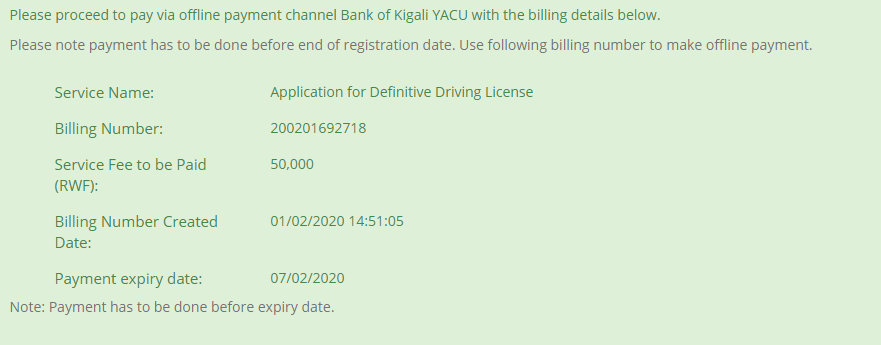 Please proceed to pay via offline payment channel Bank of Kigali YACU with the billing details below.
Please note payment has to be done before end of registration date. Use following billing number to make offline payment.
Service Name: Application for Definitive Driving License
Billing Number: 200201692718
Service Fee to be Paid 50,000
(RWF):
Billing Number Created 01/02/2020 14:51:05
Date:
Payment expiry date: 07/02/2020
Note: Payment has to be done before expiry date.